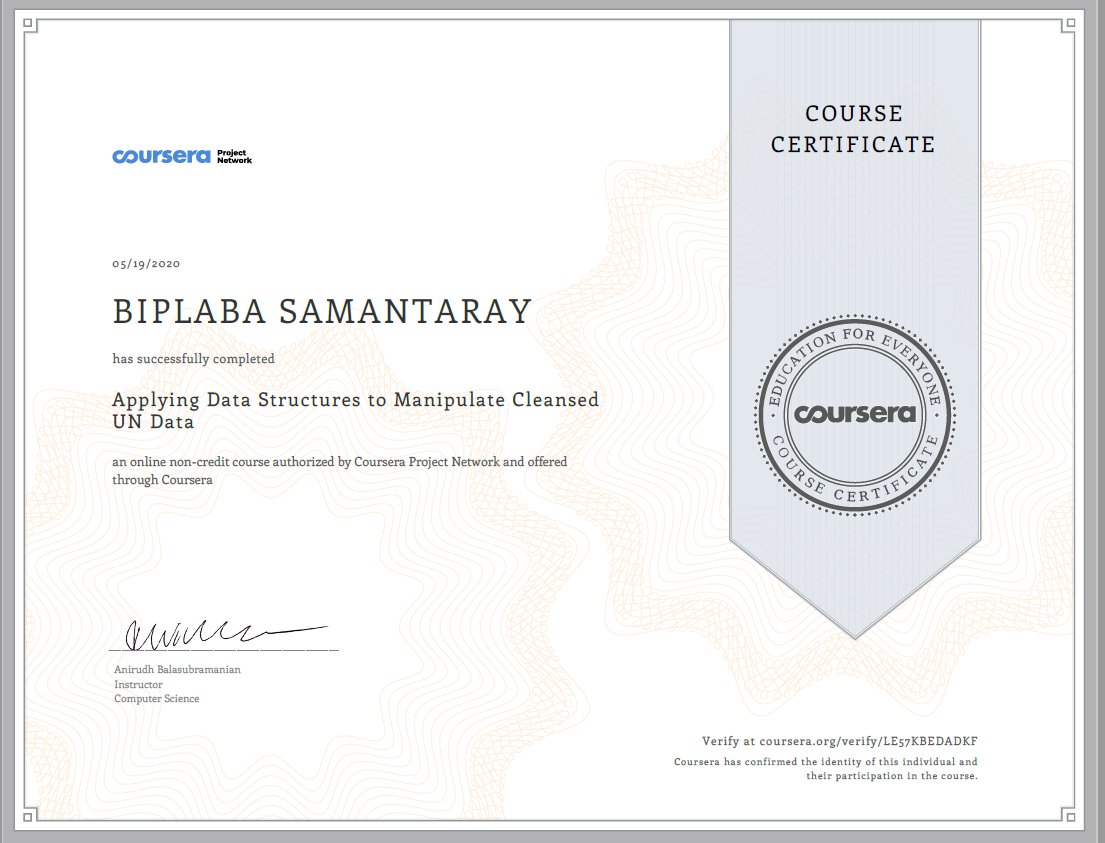 COURSE
CERTIFICATE
coursera Project
Network
05/19/2020
BIPLABA SAMANTARAY
has successfully completed
Applying Data Structures to Manipulate Cleansed
UN Data
an online non-credit course authorized by Coursera Project Network and offered
through Coursera
EDUCATION FOR EVERYONE
coursera
COURSE CERTIFICATE
Anirudh Balasubramanian
Instructor
Computer Science
Verify at coursera.org/verify/LE57KBEDADKF
Coursera has confirmed the identity of this individual and
their participation in the course.